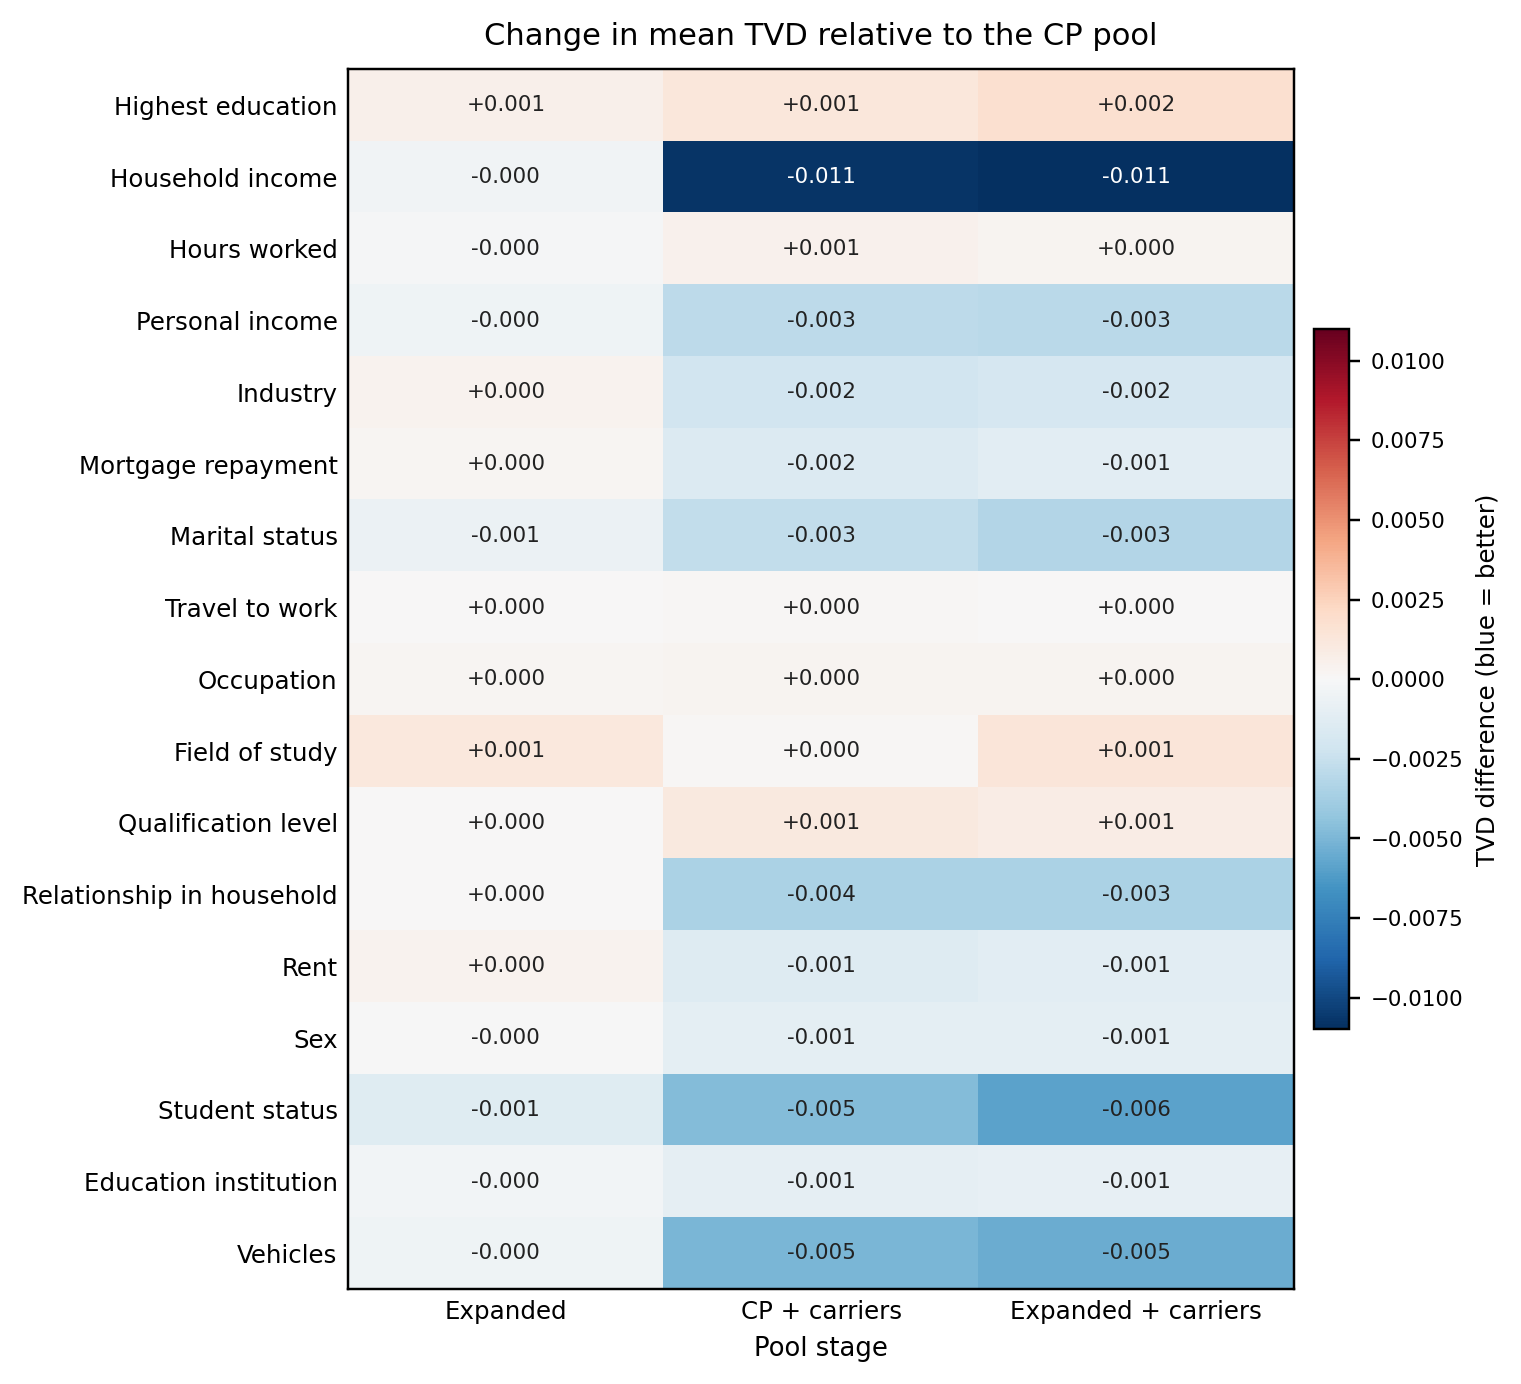 Change in mean TVD relative to the CP pool
Highest education +0.001 +0.001 +0.002
Household income -0.000 -0.011 -0.011
Hours worked -0.000 +0.001 +0.000
Personal income -0.000 -0.003 -0.003
Industry +0.000 -0.002 -0.002
Mortgage repayment +0.000 -0.002 -0.001
Marital status -0.001 -0.003 -0.003
Travel to work +0.000 +0.000 +0.000
Occupation +0.000 +0.000 +0.000
Field of study +0.001 +0.000 +0.001
Qualification level +0.000 +0.001 +0.001
Relationship in household +0.000 -0.004 -0.003
Rent +0.000 -0.001 -0.001
Sex -0.000 -0.001 -0.001
Student status -0.001 -0.005 -0.006
Education institution -0.000 -0.001 -0.001
Vehicles -0.000 -0.005 -0.005
Expanded CP + carriers Expanded + carriers
Pool stage
0.0100
0.0075
0.0050
0.0025
0.0000
−0.0025
−0.0050
−0.0075
−0.0100
TVD difference (blue = better)